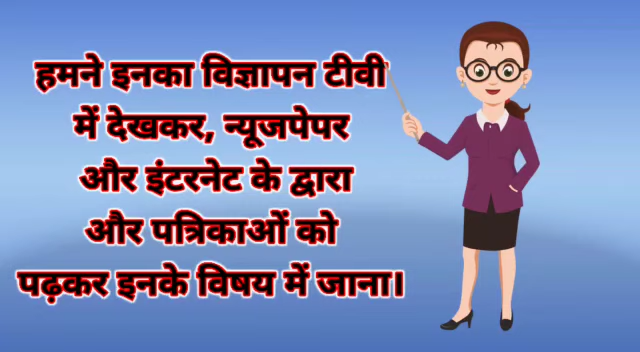 हमने इनका विज्ञापन टीवी
में देखकर, न्यूजपेपर
और इंटरनेट के द्वारा
और पत्रिकाओं को
पढ़कर इनके विषय में जाना।